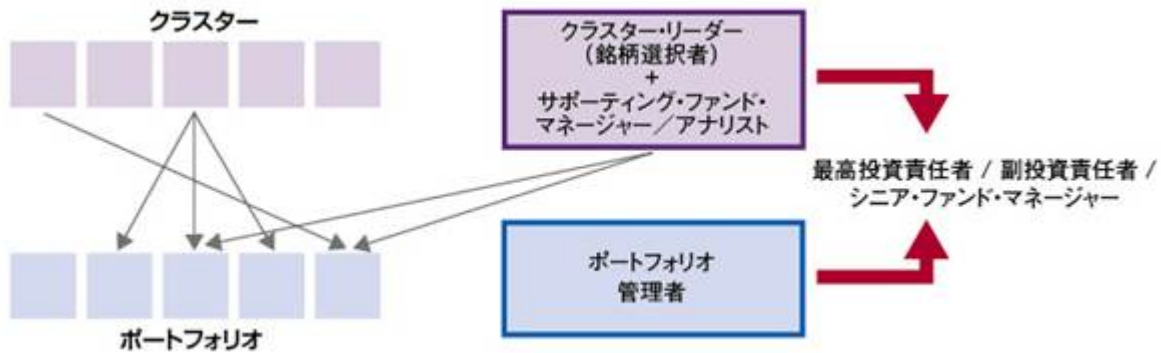 クラスター
クラスター・リーダー
(銘柄選択者)
+
サポーティング・ファンド・
マネージャー／アナリスト
最高投資責任者 / 副投資責任者 /
シニア・ファンド・マネージャー
ポートフォリオ
管理者
ポートフォリオ